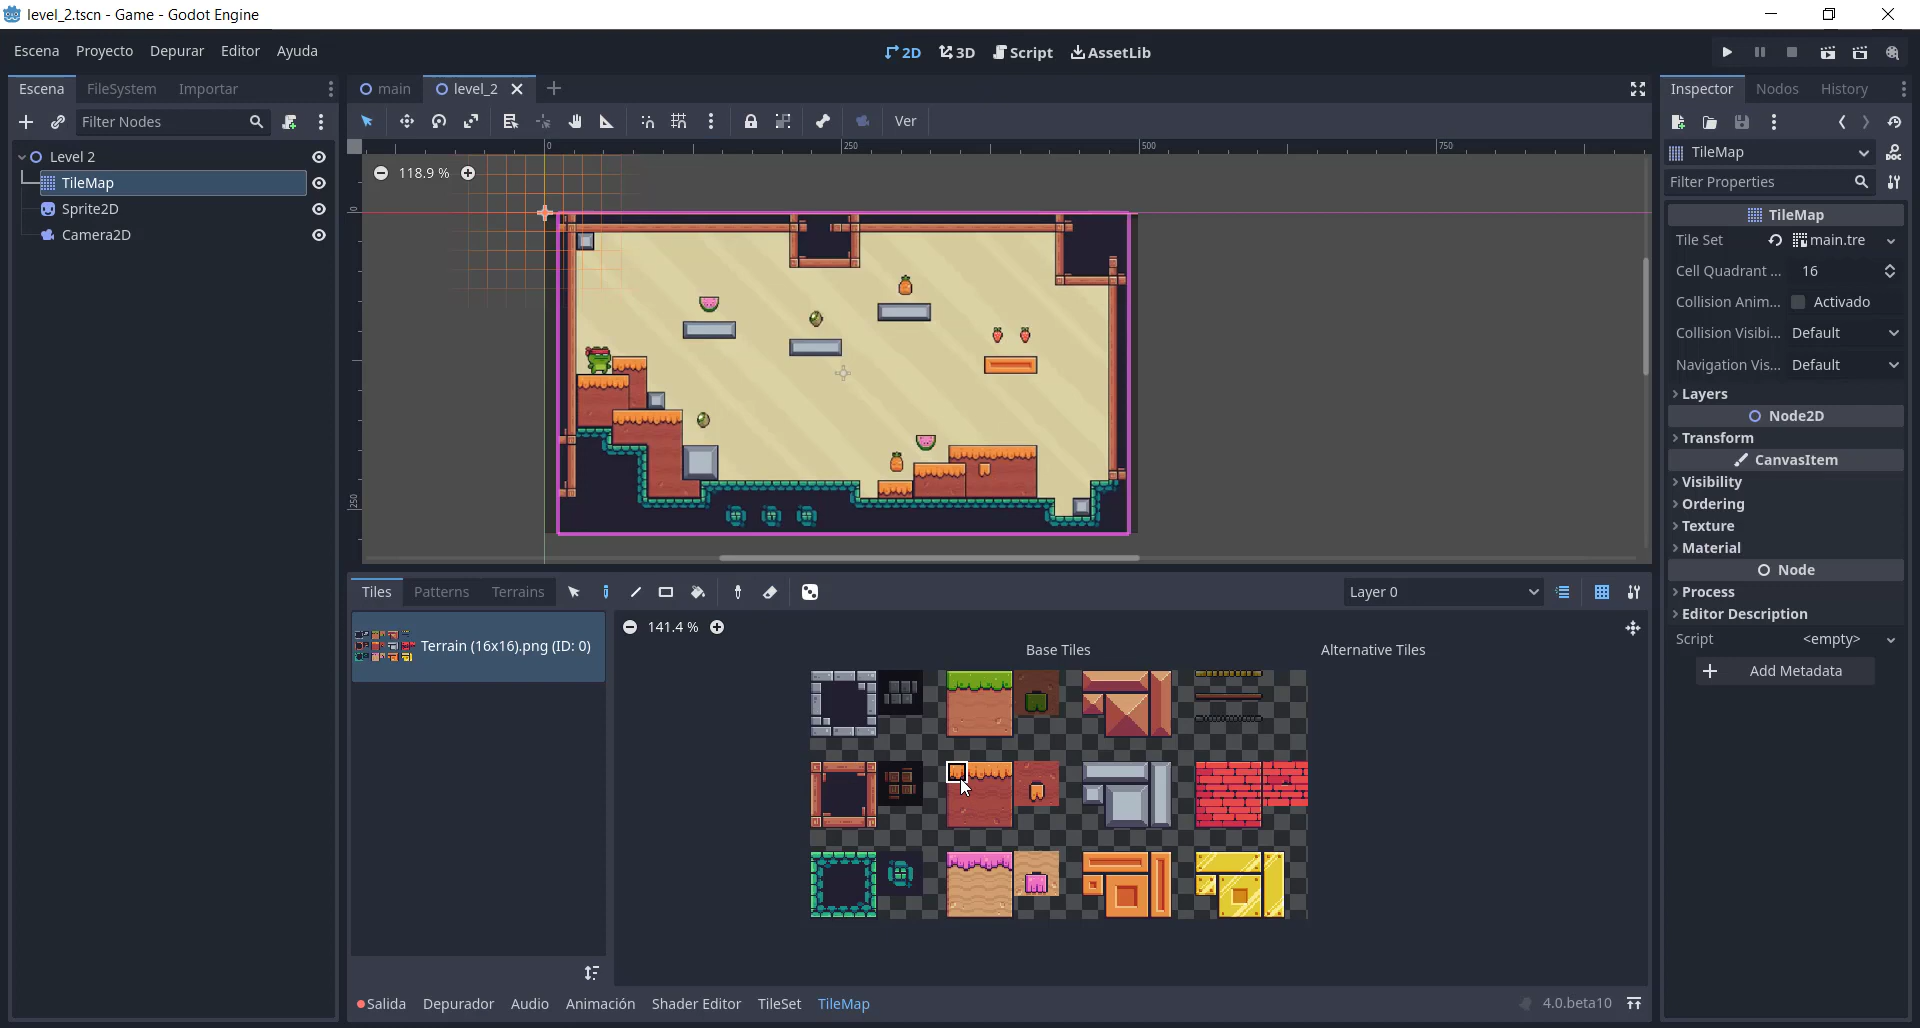 level_2.tscn - Game - Godot Engine
Escena Proyecto Depurar Editor Ayuda
2D 3D Script AssetLib
Escena FileSystem Importar
main level_2
Inspector Nodos History
Filter Nodes
Ver
TileMap
Filter Properties
Level 2
TileMap
Sprite2D
Camera2D
0 250 500 750
118.9 %
0
250
TileMap
Tile Set main.tre
Cell Quadrant ... 16
Collision Anim... Activado
Collision Visibi... Default
Navigation Vis... Default
Layers
Node2D
Transform
CanvasItem
Visibility
Ordering
Texture
Material
Node
Process
Editor Description
Script <empty>
Add Metadata
Tiles Patterns Terrains
Layer 0
Terrain (16x16).png (ID: 0)
141.4 %
Base Tiles
Alternative Tiles
Salida Depurador Audio Animación Shader Editor TileSet TileMap
4.0.beta10